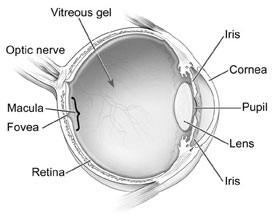 Vitreous gel
Iris
Optic nerve
Cornea
Macula
Pupil
Fovea
Lens
Retina
Iris